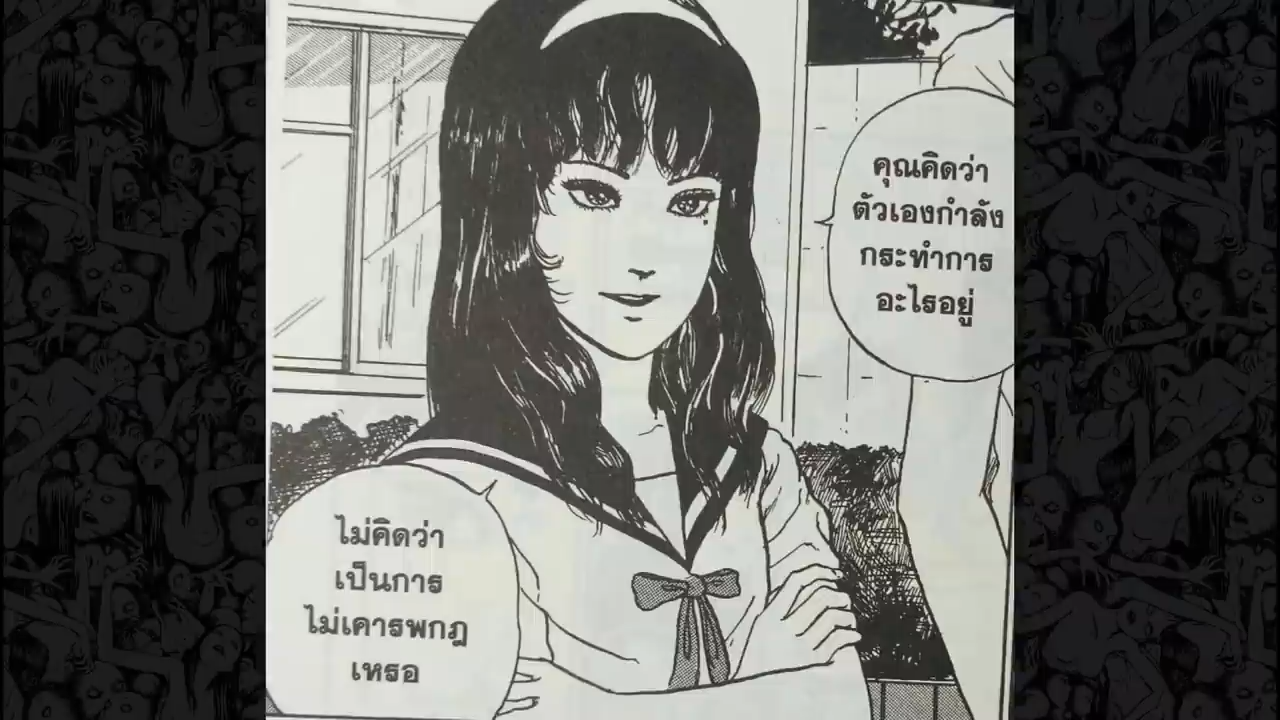 คุณคิดว่า
ตัวเองกำลัง
กระทำการ
อะไรอยู่
ไม่คิดว่า
เป็นการ
ไม่เคารพกฎ
เหรอ